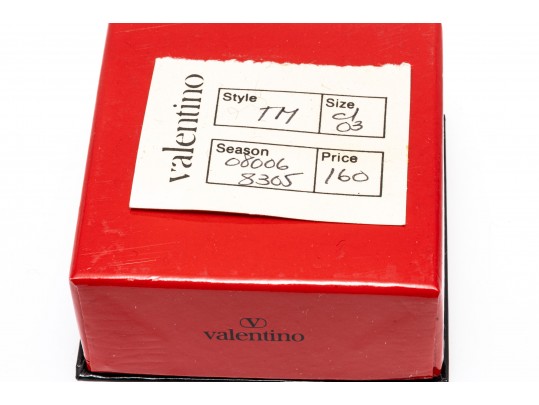 valentino
Style Size
TM cl
03
Season Price
08006
8305 160
V
valentino